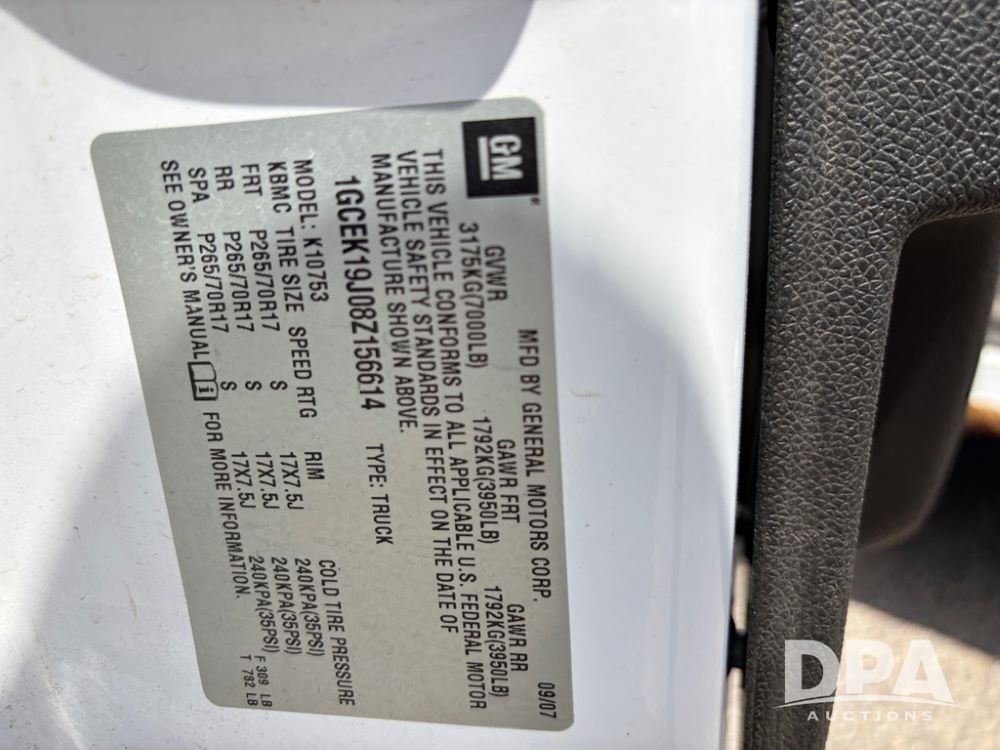 GM®
MFD BY GENERAL MOTORS CORP. 09/07
GVWR GAWR FRT GAWR RR
3175KG(7000LB) 1792KG(3950LB) 1792KG(3950LB)
THIS VEHICLE CONFORMS TO ALL APPLICABLE U.S. FEDERAL MOTOR
VEHICLE SAFETY STANDARDS IN EFFECT ON THE DATE OF
MANUFACTURE SHOWN ABOVE.
1GCEK19J08Z156614 TYPE: TRUCK
MODEL: K10753
KBMC TIRE SIZE SPEED RTG RIM COLD TIRE PRESSURE
FRT P265/70R17 S 17X7.5J 240KPA(35PSI)
RR P265/70R17 S 17X7.5J 240KPA(35PSI)
SPA P265/70R17 S 17X7.5J 240KPA(35PSI)
SEE OWNER'S MANUAL i FOR MORE INFORMATION.
F 309 LB
T 782 LB
DPA
AUCTIONS